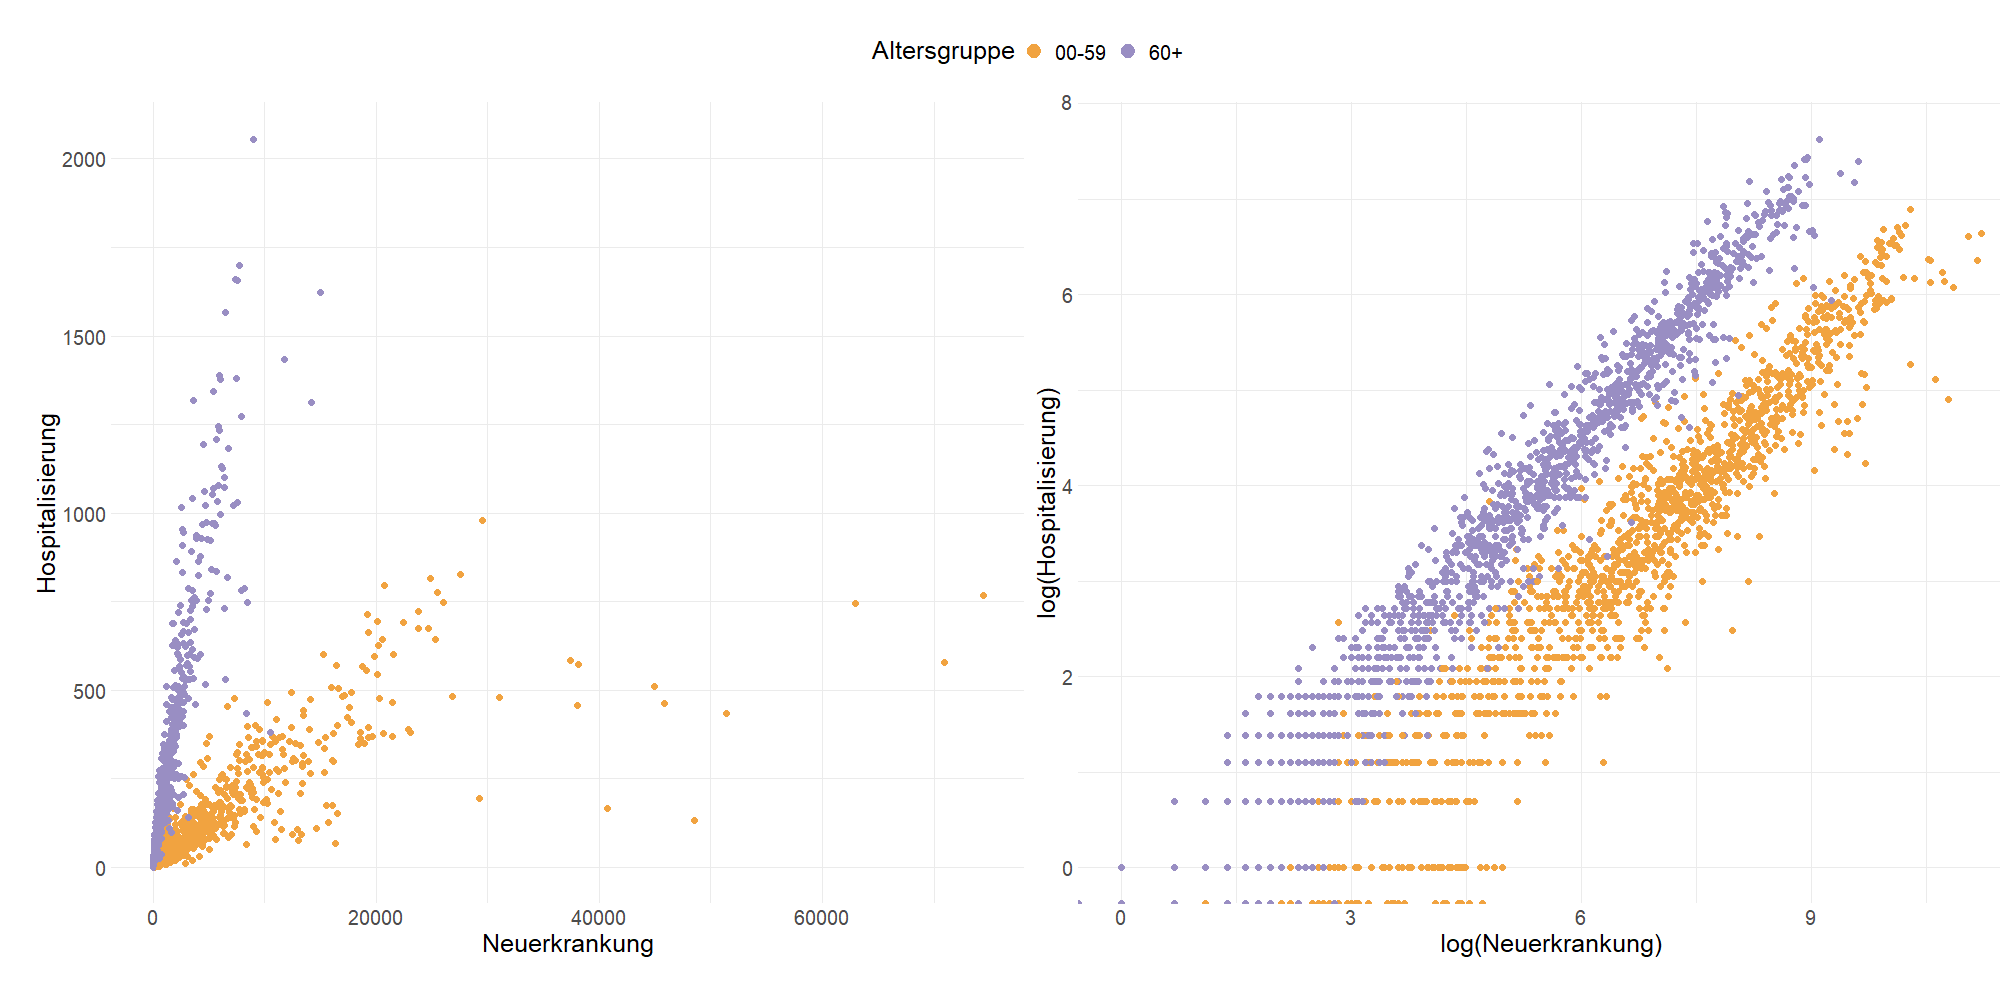 Altersgruppe 00-59 60+
2000
1500
1000
500
0
Hospitalisierung
0 20000 40000 60000
Neuerkrankung
8
6
4
2
0
log(Hospitalisierung)
0 3 6 9
log(Neuerkrankung)